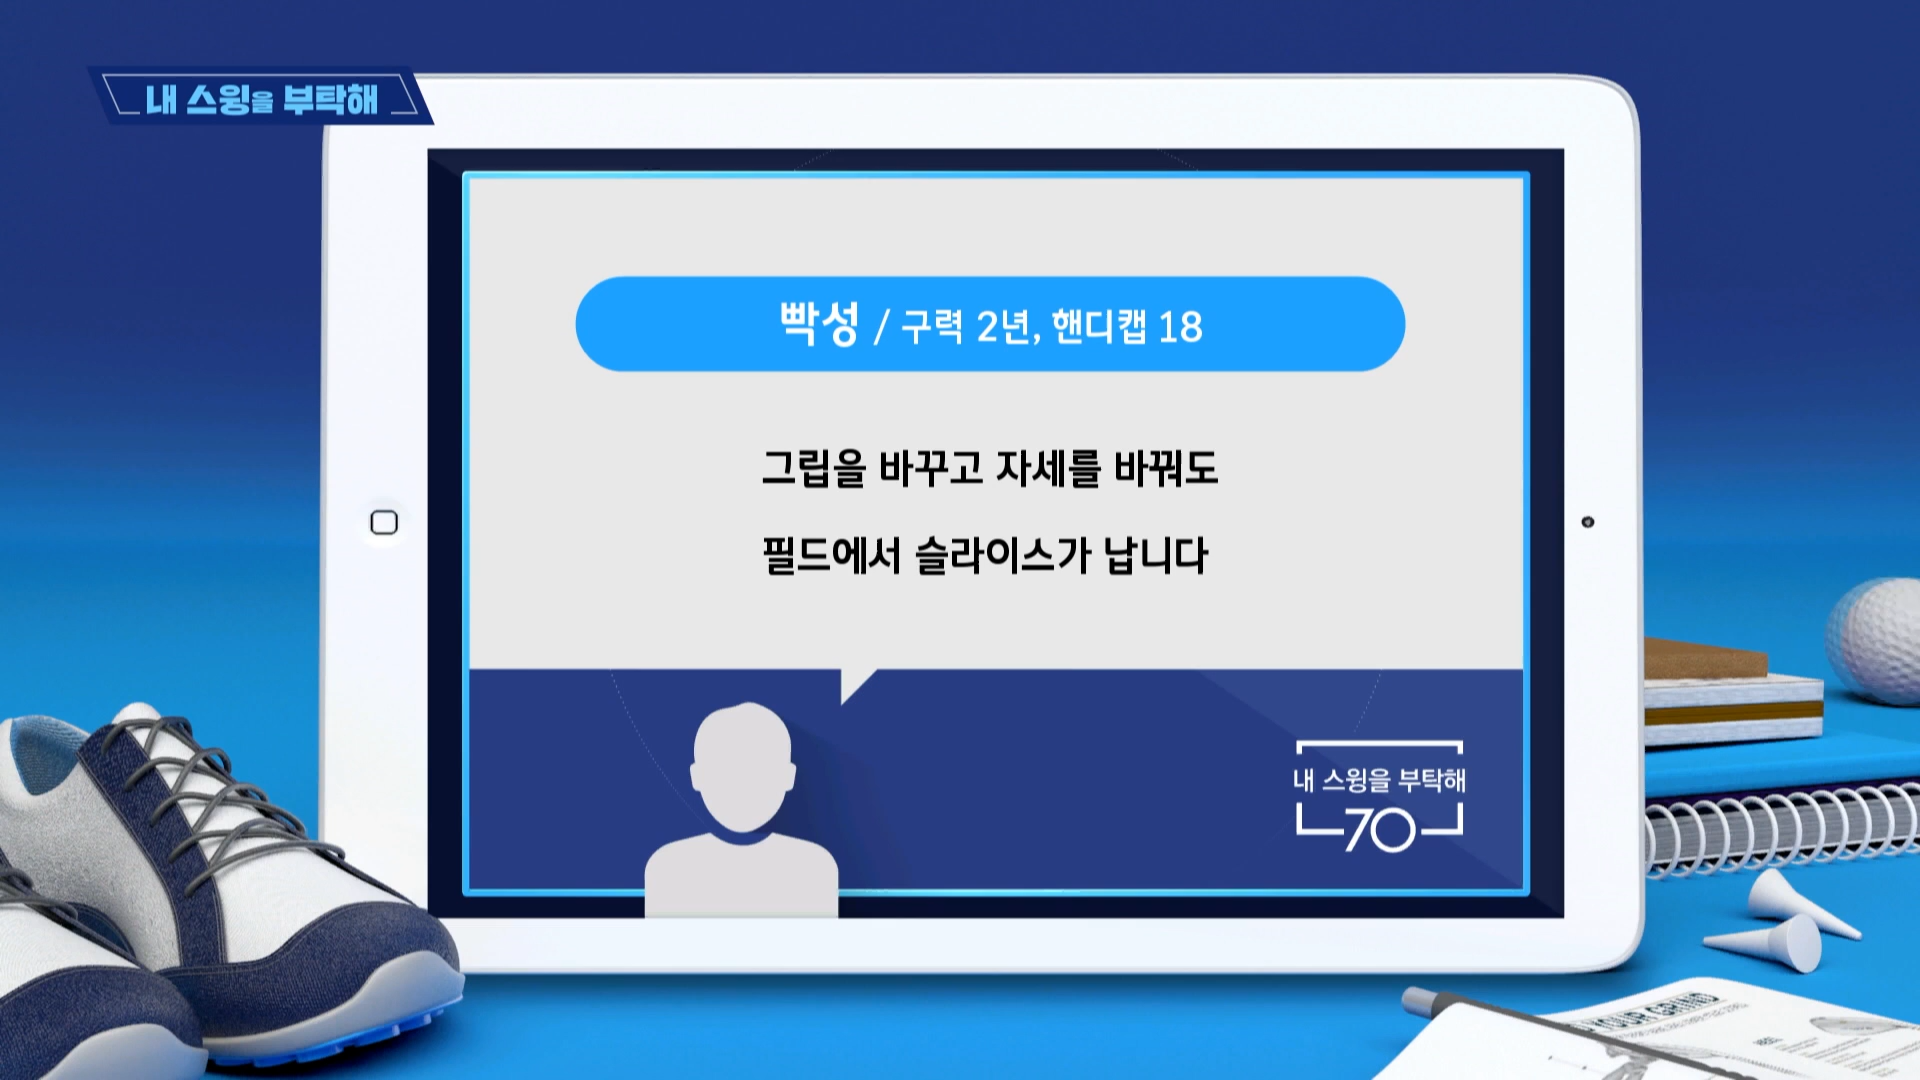 내 스윙을 부탁해
빡성 / 구력 2년, 핸디캡 18
그립을 바꾸고 자세를 바꿔도
필드에서 슬라이스가 납니다
내 스윙을 부탁해
70
YOUR GRIND